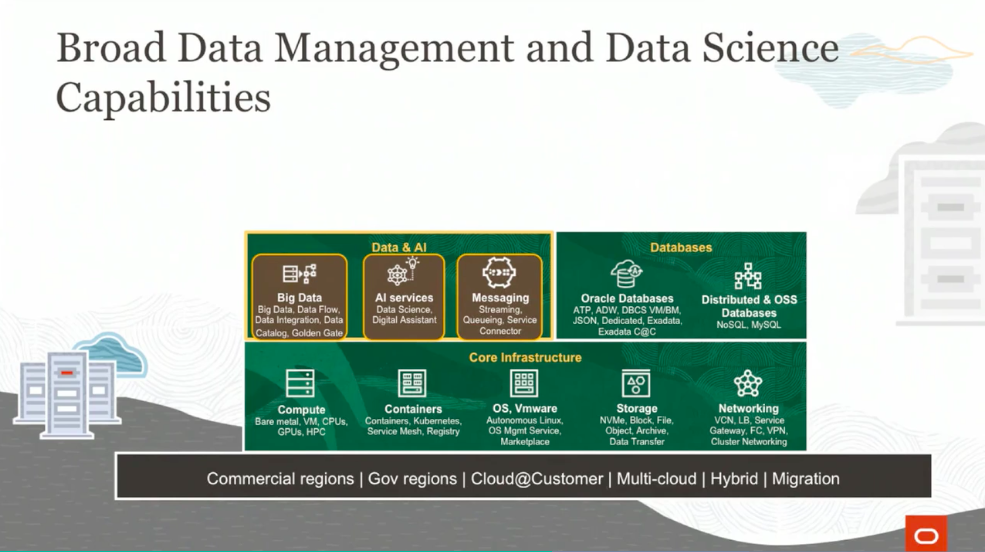 Broad Data Management and Data Science
Capabilities
Data & AI
Big Data
Big Data, Data Flow,
Data Integration, Data
Catalog, Golden Gate
AI services
Data Science,
Digital Assistant
Messaging
Streaming,
Queueing, Service
Connector
Databases
Oracle Databases
ATP, ADW, DBCS VM/BM,
JSON, Dedicated, Exadata,
Exadata C@C
Distributed & OSS
Databases
NoSQL, MySQL
Core Infrastructure
Compute
Bare metal, VM, CPUs,
GPUs, HPC
Containers
Containers, Kubernetes,
Service Mesh, Registry
OS, Vmware
Autonomous Linux,
OS Mgmt Service,
Marketplace
Storage
NVMe, Block, File,
Object, Archive,
Data Transfer
Networking
VCN, LB, Service
Gateway, FC, VPN,
Cluster Networking
Commercial regions | Gov regions | Cloud@Customer | Multi-cloud | Hybrid | Migration